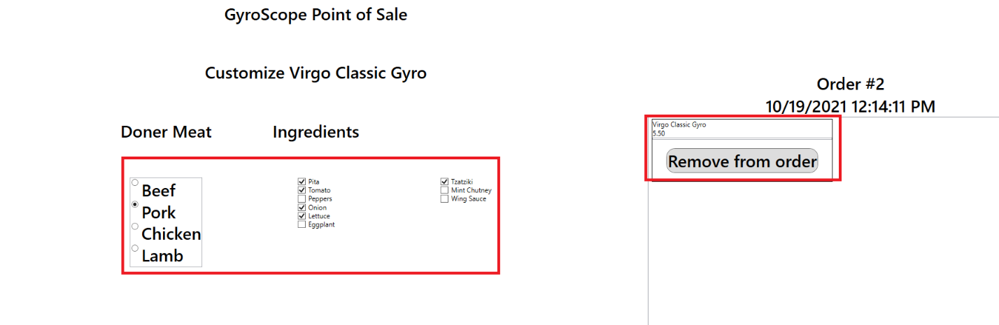 GyroScope Point of Sale
Customize Virgo Classic Gyro
Doner Meat
Ingredients
Beef
Pork
Chicken
Lamb
Pita
Tomato
Peppers
Onion
Lettuce
Eggplant
Tzatziki
Mint Chutney
Wing Sauce
Order #2
10/19/2021 12:14:11 PM
Virgo Classic Gyro
5.50
Remove from order